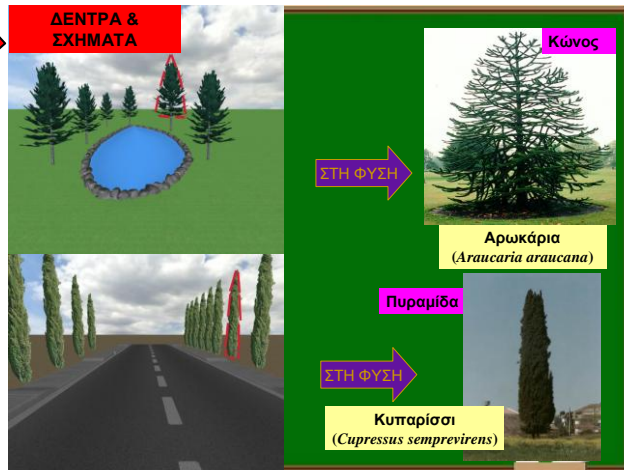 ΔΕΝΤΡΑ &
ΣΧΗΜΑΤΑ
Κώνος
ΣΤΗ ΦΥΣΗ
Αρωκάρια
(Araucaria araucana)
Πυραμίδα
ΣΤΗ ΦΥΣΗ
Κυπαρίσσι
(Cupressus semprevirens)